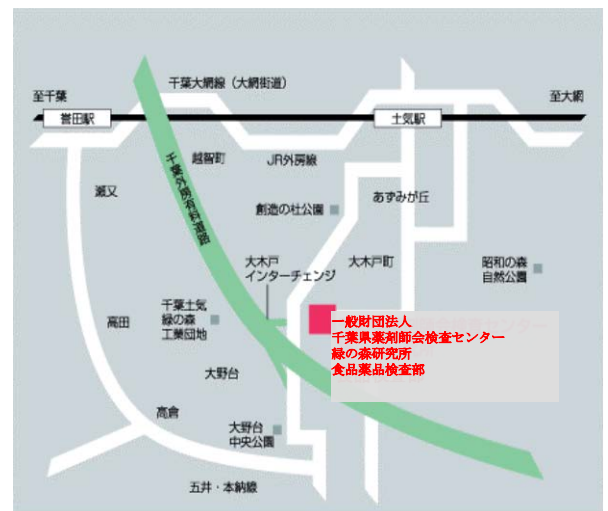 千葉大網線（大網街道）
至千葉
至大網
誉田駅
土気駅
越智町
JR外房線
瀬又
千葉外房有料道路
あずみが丘
創造の杜公園
大木戸
インターチェンジ
大木戸町
昭和の森
自然公園
千葉土気
緑の森
工業団地
高田
一般財団法人
千葉県薬剤師会検査センター
緑の森研究所
食品薬品検査部
大野台
高倉
大野台
中央公園
五井・本納線